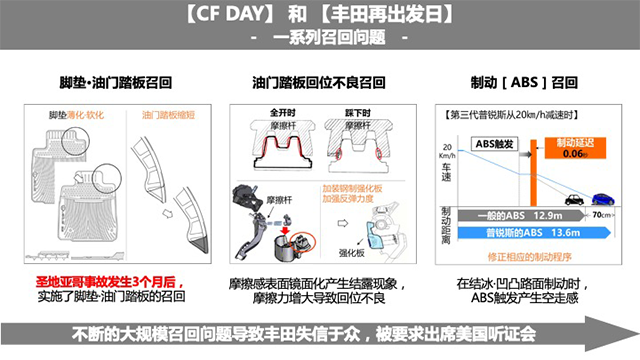 【CF DAY】 和 【丰田再出发日】
- 一系列召回问题 -
脚垫·油门踏板召回
脚垫薄化·软化
油门踏板缩短
圣地亚哥事故发生3个月后，
实施了脚垫·油门踏板的召回
油门踏板回位不良召回
全开时
踩下时
摩擦杆
摩擦杆
摩擦杆
加装钢制强化板
加强反弹力度
强化板
摩擦感表面镜面化产生结露现象，
摩擦力增大导致回位不良
制动［ABS］召回
【第三代普锐斯从20km/h减速时】
20
Km/h
车速
ABS触发
制动延迟
0.06秒
制动距离
一般的ABS 12.9m
70cm
普锐斯的ABS 13.6m
修正相应的制动程序
在结冰·凹凸路面制动时，
ABS触发产生空走感
不断的大规模召回问题导致丰田失信于众，被要求出席美国听证会